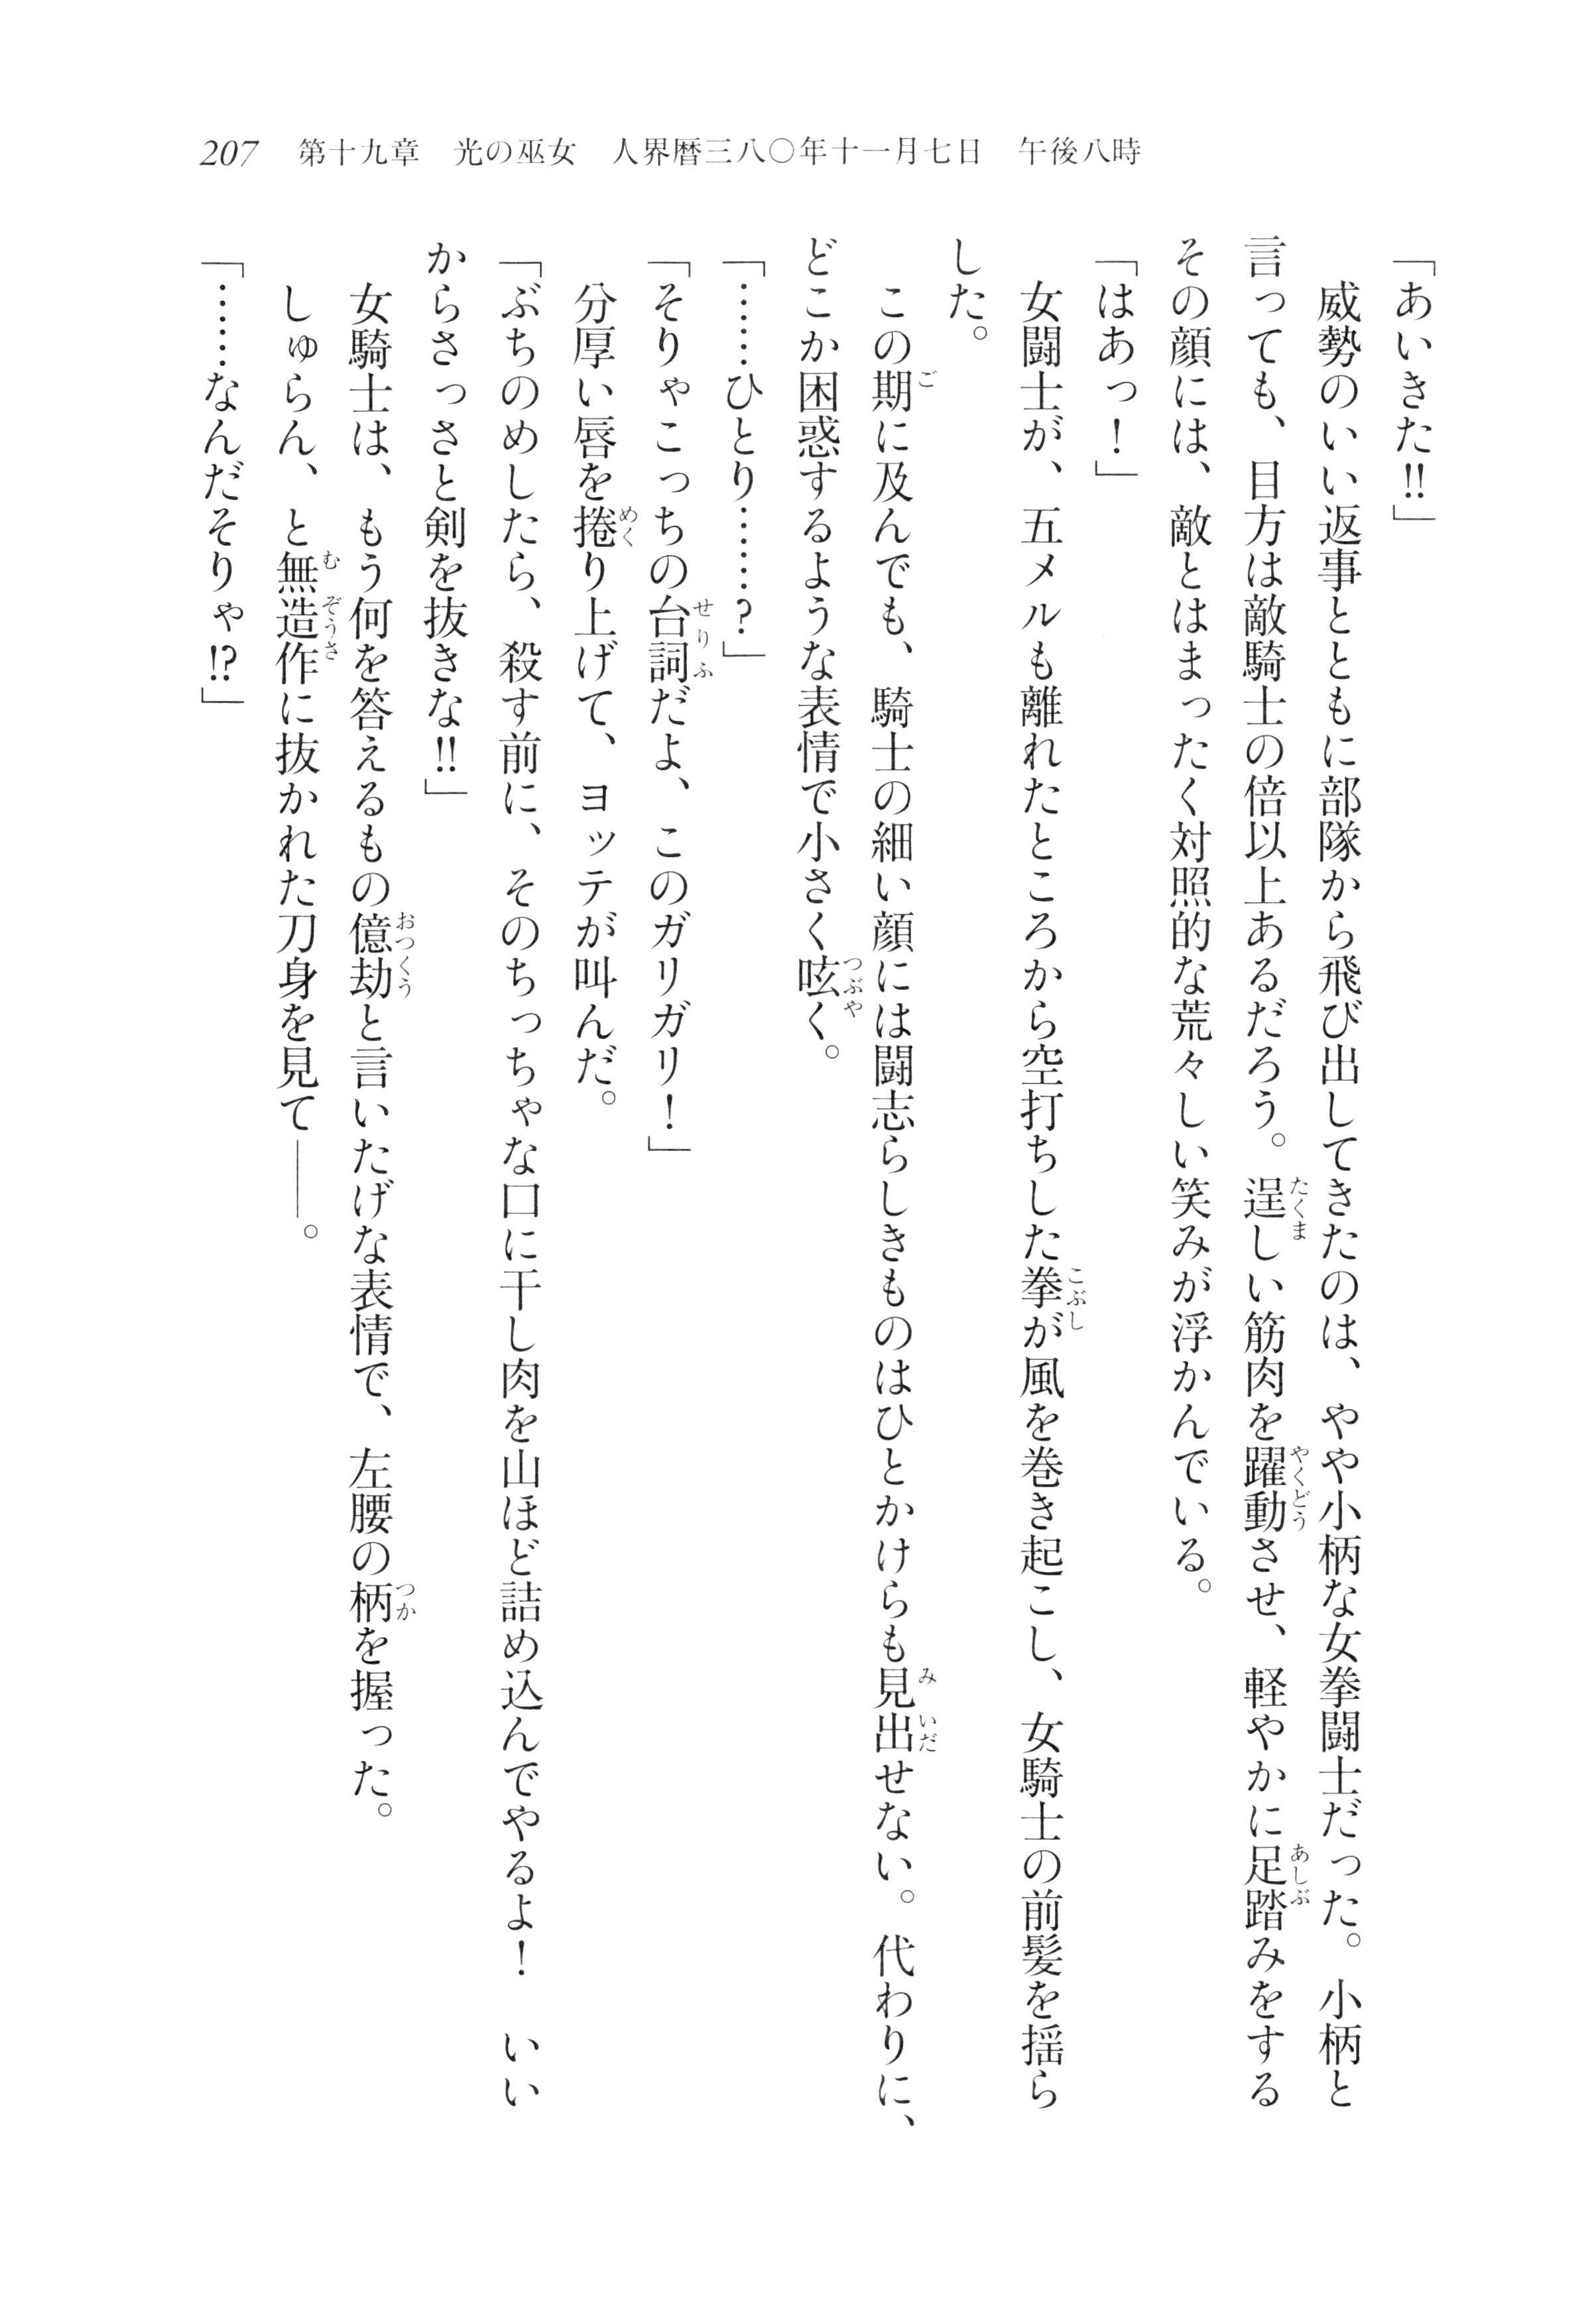 207　第十九章　光の巫女　人界暦三八〇年十一月七日　午後八時
「あいきた!!」
　威勢のいい返事とともに部隊から飛び出してきたのは、やや小柄な女拳闘士だった。小柄と
言っても、目方は敵騎士の倍以上あるだろう。逞しい筋肉を躍動させ、軽やかに足踏みをする
その顔には、敵とはまったく対照的な荒々しい笑みが浮かんでいる。
「はあっ！」
　女闘士が、五メルも離れたところから空打ちした拳が風を巻き起こし、女騎士の前髪を揺ら
した。
　この期に及んでも、騎士の細い顔には闘志らしきものはひとかけらも見出せない。代わりに、
どこか困惑するような表情で小さく呟く。
「……ひとり……？」
「そりゃこっちの台詞だよ、このガリガリ！」
　分厚い唇を捲り上げて、ヨッテが叫んだ。
「ぶちのめしたら、殺す前に、そのちっちゃな口に干し肉を山ほど詰め込んでやるよ！　いい
からさっさと剣を抜きな!!」
　女騎士は、もう何を答えるもの億劫と言いたげな表情で、左腰の柄を握った。
　しゅらん、と無造作に抜かれた刀身を見て――。
「……なんだそりゃ!?」